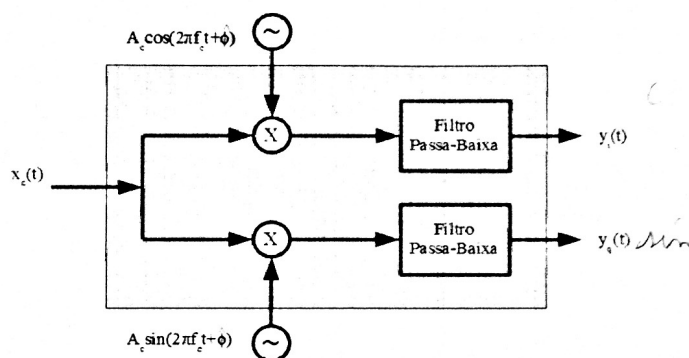 A_c cos(2πf_c t+ϕ)
~
X
Filtro
Passa-Baixa
y_i(t)
x_c(t)
X
Filtro
Passa-Baixa
y_q(t)
A_c sin(2πf_c t+ϕ)
~